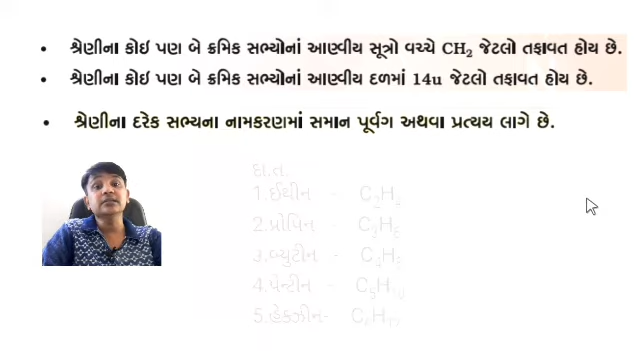 • શ્રેણીના કોઇ પણ બે ક્રમિક સભ્યોનાં આણ્વીય સૂત્રો વચ્ચે CH₂ જેટલો તફાવત હોય છે.
• શ્રેણીના કોઇ પણ બે ક્રમિક સભ્યોનાં આણ્વીય દળમાં 14u જેટલો તફાવત હોય છે.
• શ્રેણીના દરેક સભ્યના નામકરણમાં સમાન પૂર્વગ અથવા પ્રત્યય લાગે છે.
દા.ત.
1.ઈથીન - C₂H₄
2.પ્રોપિન - C₃H₆
3.બ્યુટીન - C₄H₈
4.પેન્ટીન - C₅H₁₀
5.હેક્ઝીન- C₆H₁₂